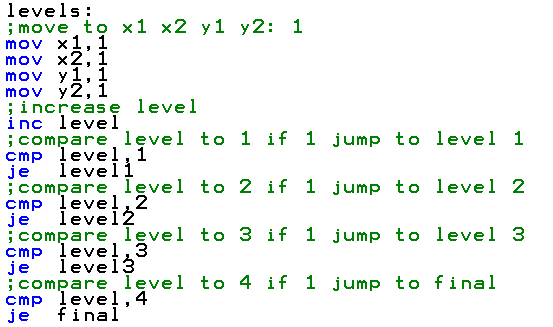 levels:
;move to x1 x2 y1 y2: 1
mov x1,1
mov x2,1
mov y1,1
mov y2,1
;increase level
inc level
;compare level to 1 if 1 jump to level 1
cmp level,1
je level1
;compare level to 2 if 1 jump to level 2
cmp level,2
je level2
;compare level to 3 if 1 jump to level 3
cmp level,3
je level3
;compare level to 4 if 1 jump to final
cmp level,4
je final